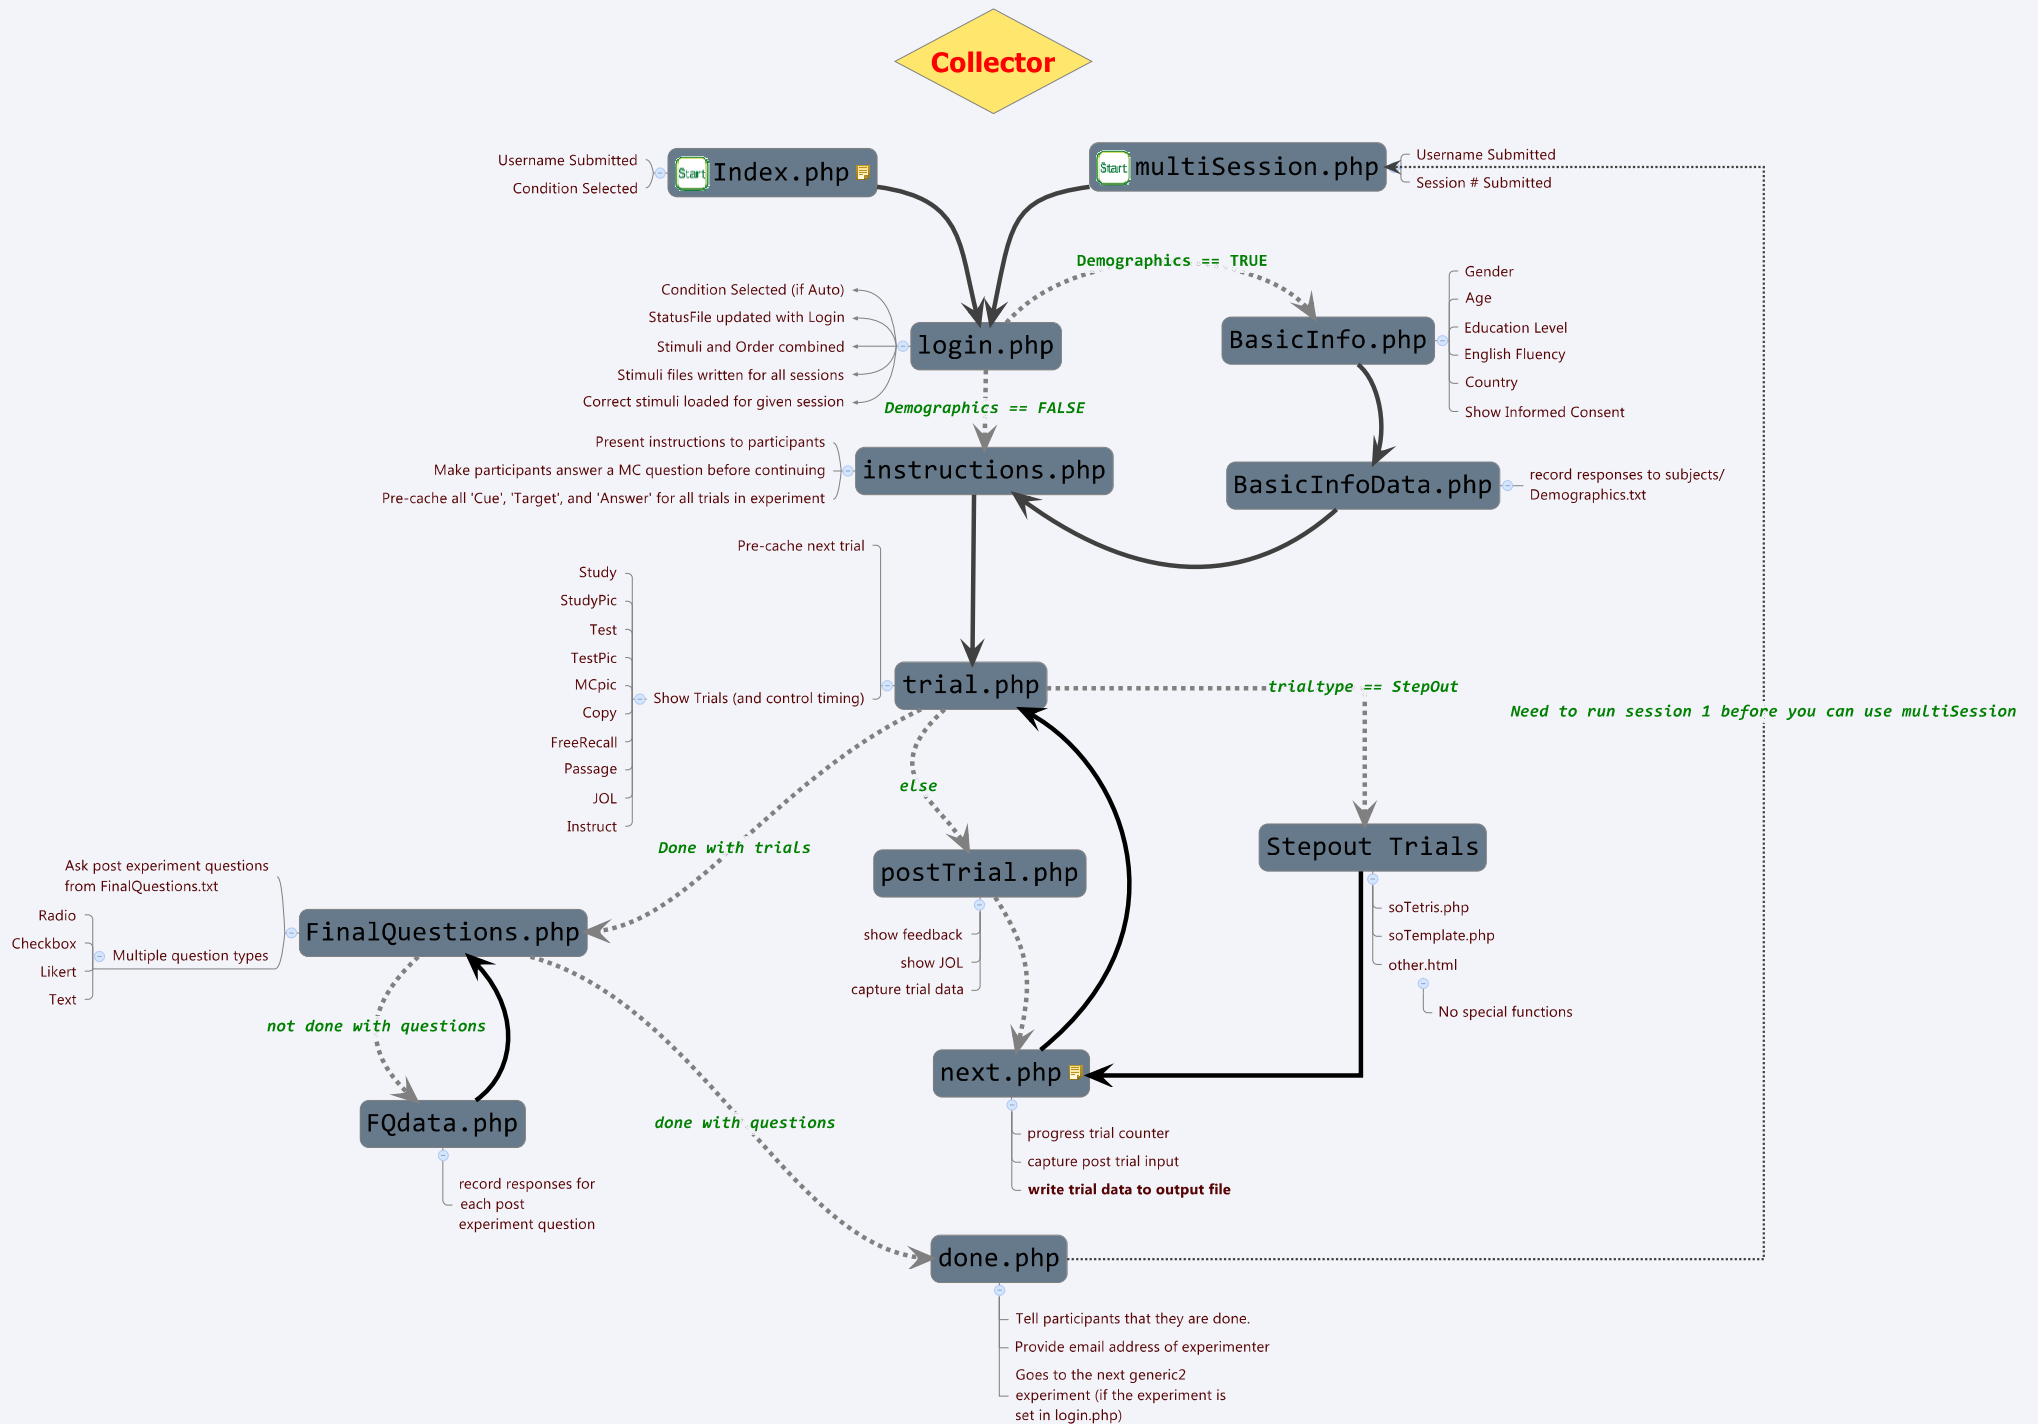 Collector
Username Submitted
Condition Selected
Start
Index.php
Start
multiSession.php
Username Submitted
Session # Submitted
Demographics == TRUE
Condition Selected (if Auto)
StatusFile updated with Login
Stimuli and Order combined
Stimuli files written for all sessions
Correct stimuli loaded for given session
login.php
BasicInfo.php
Gender
Age
Education Level
English Fluency
Country
Show Informed Consent
Demographics == FALSE
Present instructions to participants
Make participants answer a MC question before continuing
Pre-cache all 'Cue', 'Target', and 'Answer' for all trials in experiment
instructions.php
BasicInfoData.php
record responses to subjects/
Demographics.txt
Pre-cache next trial
Study
StudyPic
Test
TestPic
MCpic
Copy
FreeRecall
Passage
JOL
Instruct
Show Trials (and control timing)
trial.php
trialtype == StepOut
Need to run session 1 before you can use multiSession
else
Done with trials
Stepout Trials
soTetris.php
soTemplate.php
other.html
No special functions
postTrial.php
show feedback
show JOL
capture trial data
Ask post experiment questions
from FinalQuestions.txt
Radio
Checkbox
Likert
Text
Multiple question types
FinalQuestions.php
not done with questions
done with questions
FQdata.php
record responses for
each post
experiment question
next.php
progress trial counter
capture post trial input
write trial data to output file
done.php
Tell participants that they are done.
Provide email address of experimenter
Goes to the next generic2
experiment (if the experiment is
set in login.php)